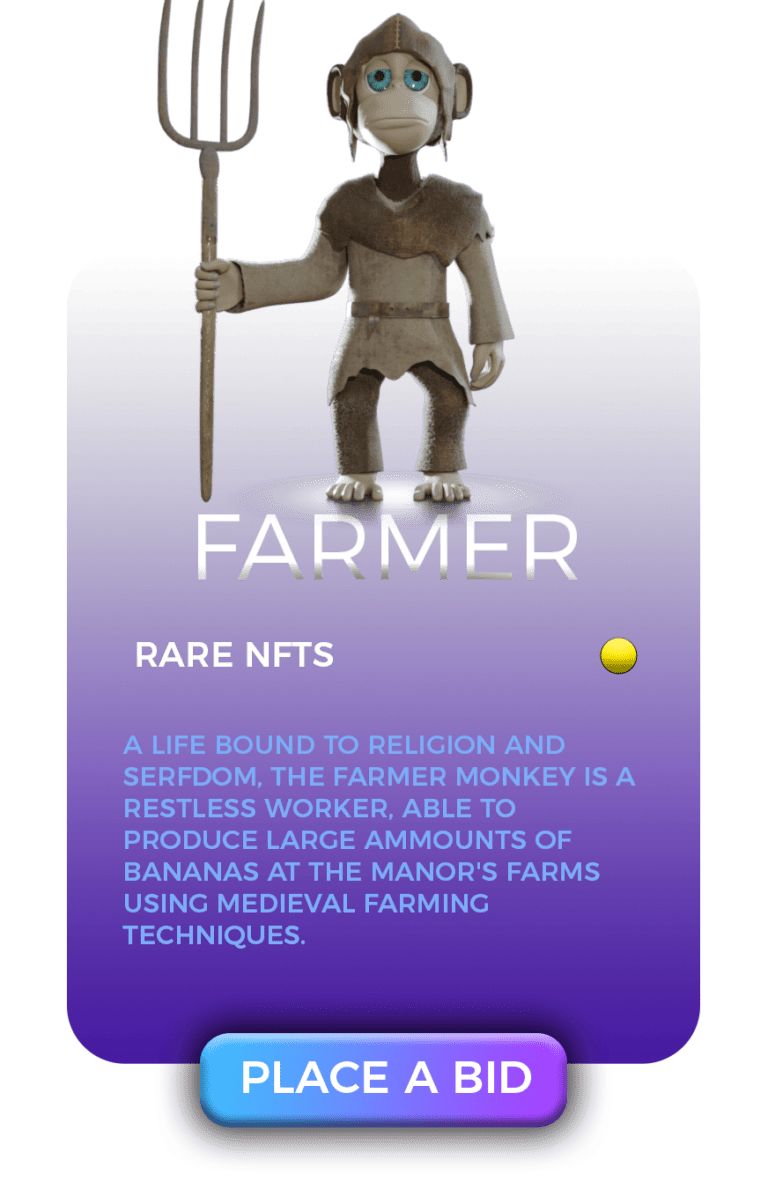 FARMER
RARE NFTS
A LIFE BOUND TO RELIGION AND
SERFDOM, THE FARMER MONKEY IS A
RESTLESS WORKER, ABLE TO
PRODUCE LARGE AMMOUNTS OF
BANANAS AT THE MANOR'S FARMS
USING MEDIEVAL FARMING
TECHNIQUES.
PLACE A BID